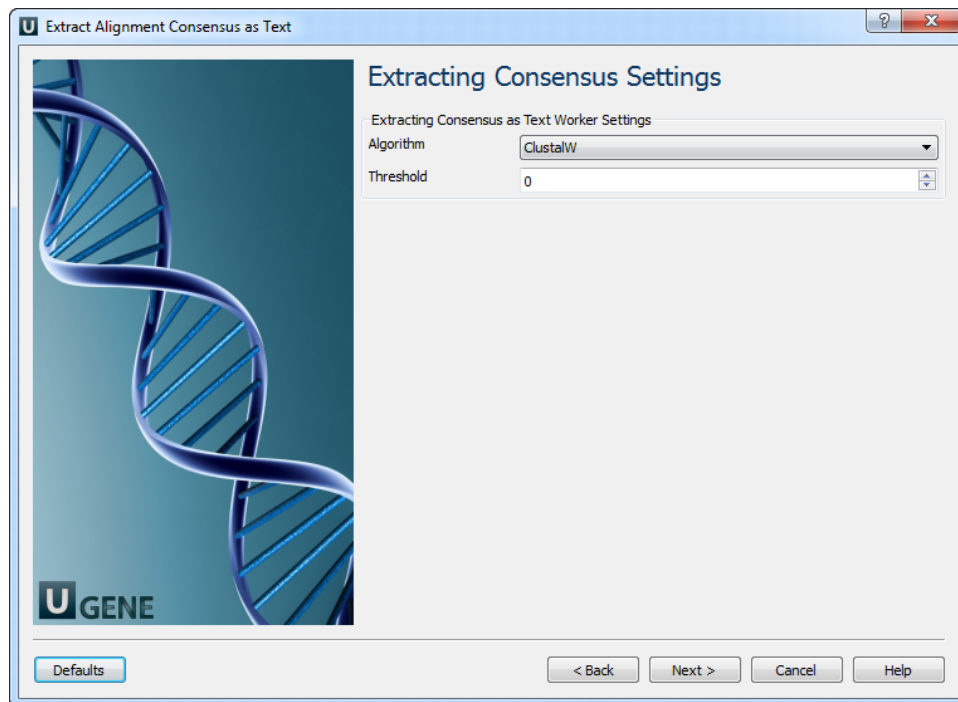 U Extract Alignment Consensus as Text
?
X
Extracting Consensus Settings
Extracting Consensus as Text Worker Settings
Algorithm ClustalW
Threshold 0
U GENE
Defaults < Back Next > Cancel Help